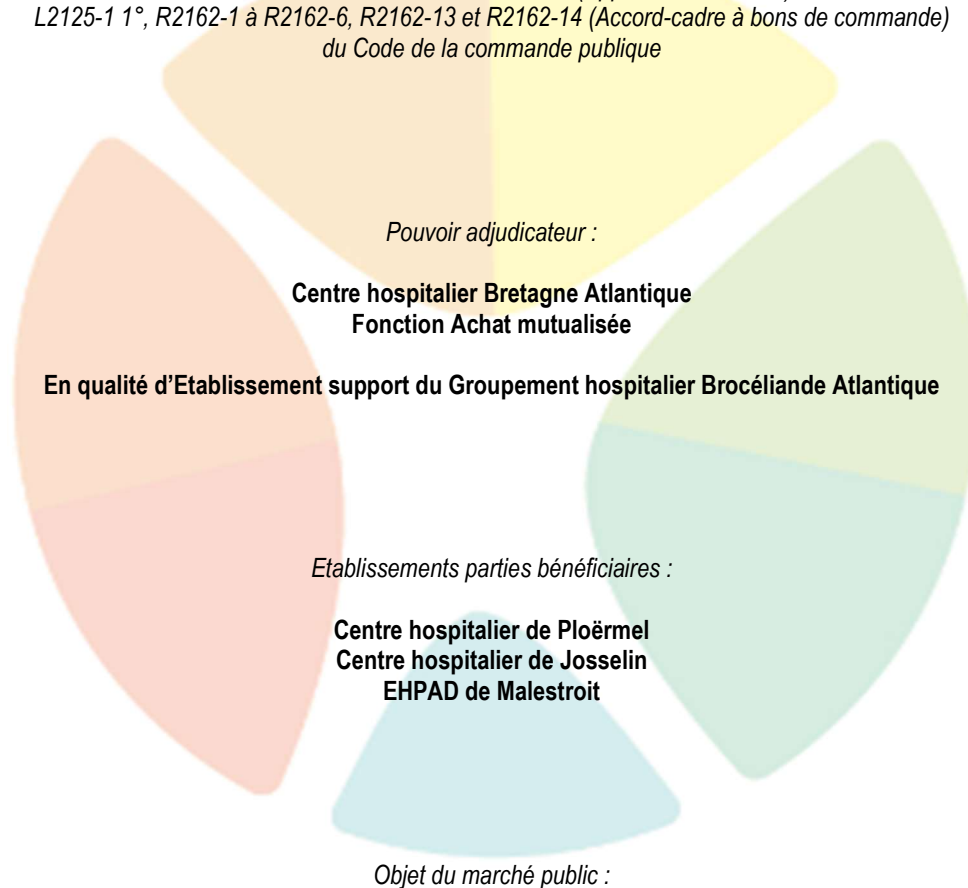 L2125-1 1°, R2162-1 à R2162-6, R2162-13 et R2162-14 (Accord-cadre à bons de commande)
du Code de la commande publique
Pouvoir adjudicateur :
Centre hospitalier Bretagne Atlantique
Fonction Achat mutualisée
En qualité d'Etablissement support du Groupement hospitalier Brocéliande Atlantique
Etablissements parties bénéficiaires :
Centre hospitalier de Ploërmel
Centre hospitalier de Josselin
EHPAD de Malestroit
Objet du marché public :